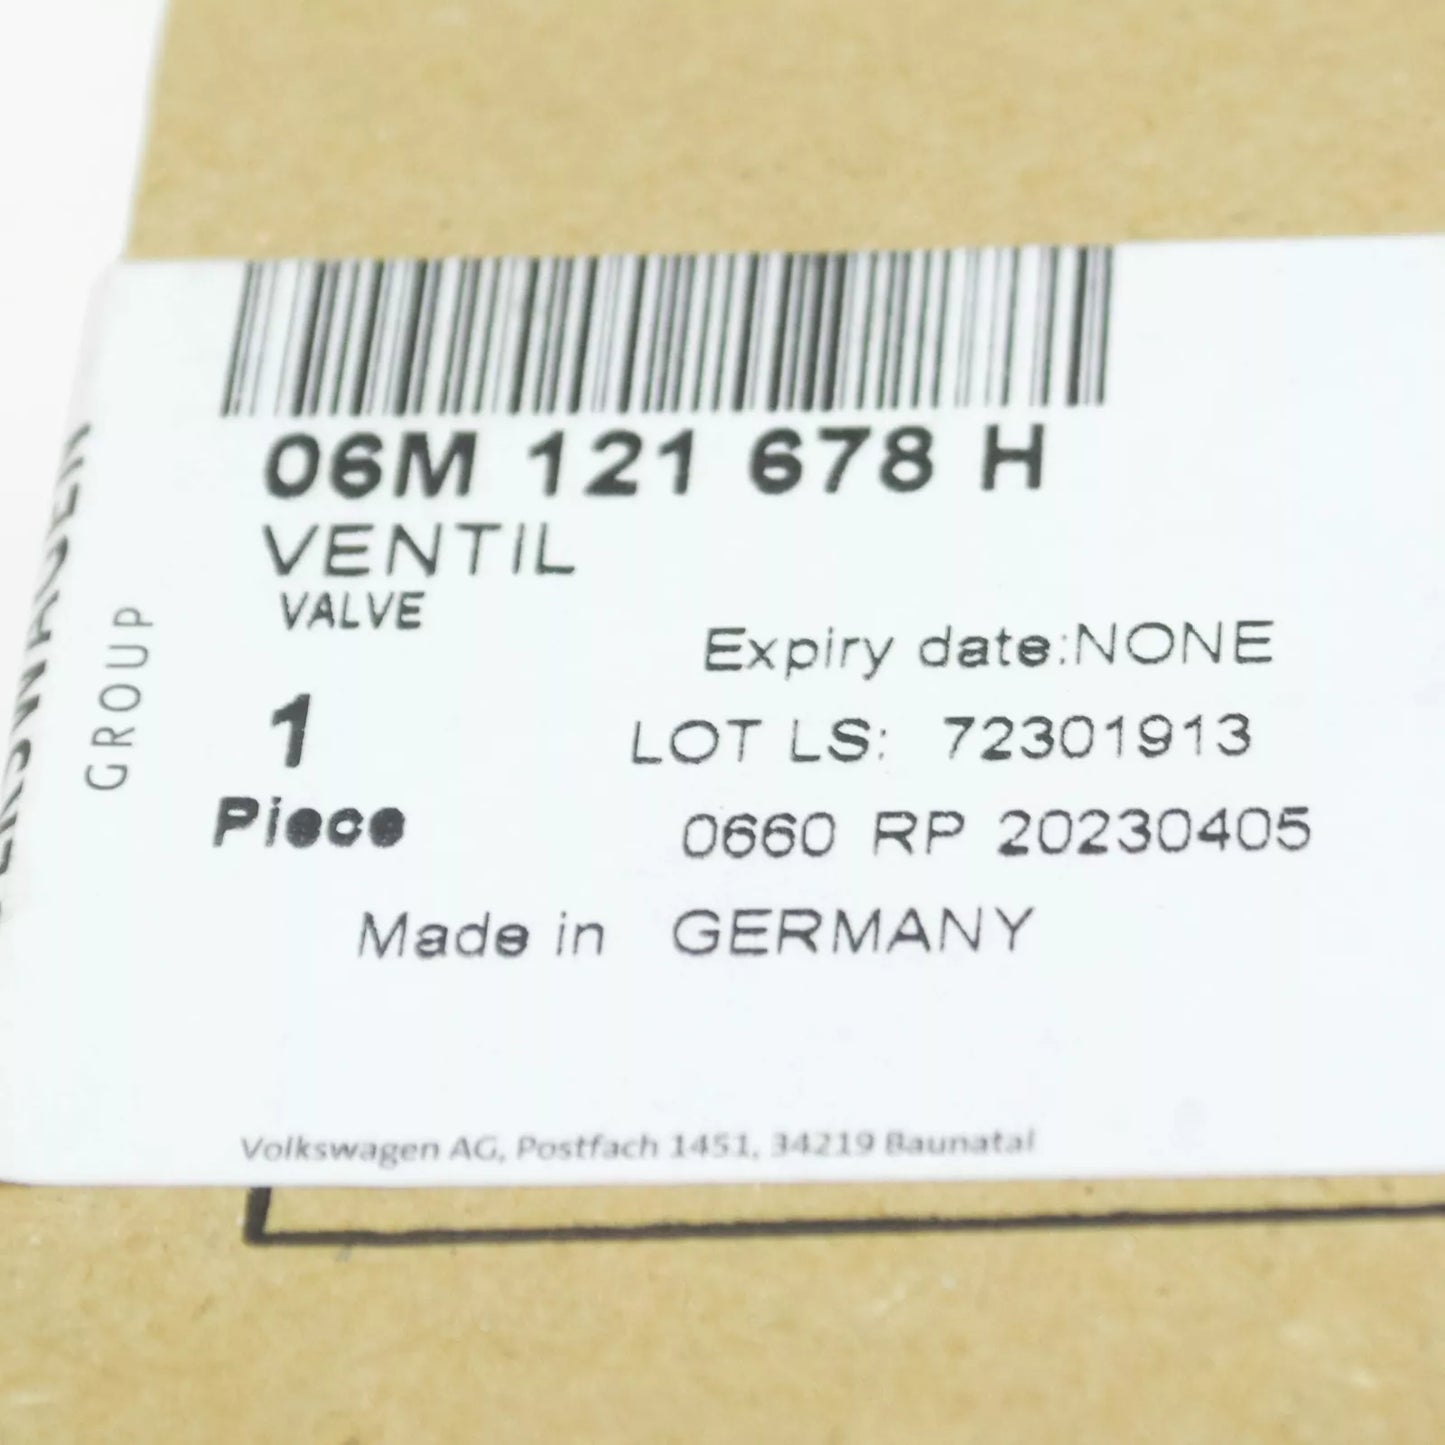 06M 121 678 H
VENTIL
VALVE
Expiry date:NONE
1
LOT LS: 72301913
Piece
0660 RP 20230405
Made in GERMANY
Volkswagen AG, Postfach 1451, 34219 Baunatal
GROUP